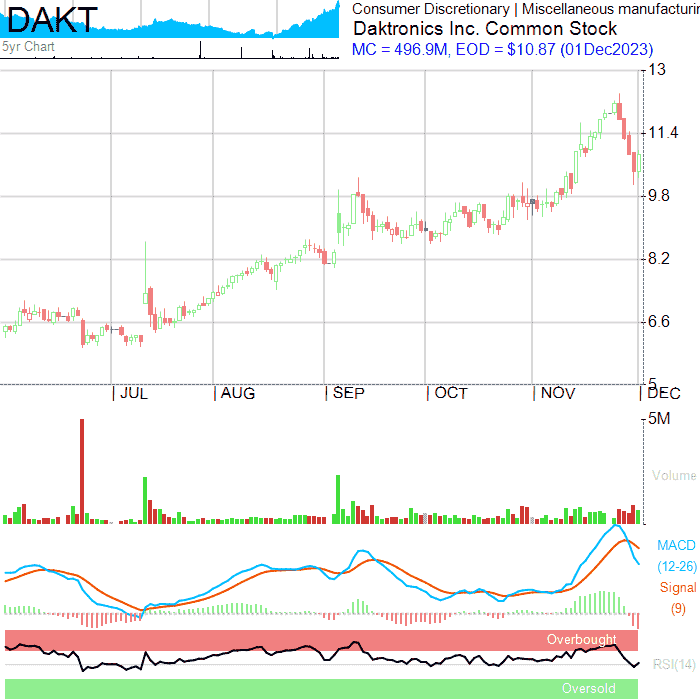 DAKT
5yr Chart
Consumer Discretionary | Miscellaneous manufacturin
Daktronics Inc. Common Stock
MC = 496.9M, EOD = $10.87 (01Dec2023)
13
11.4
9.8
8.2
6.6
5
JUL AUG SEP OCT NOV DEC
5M
Volume
MACD
(12-26)
Signal
(9)
Overbought
RSI(14)
Oversold